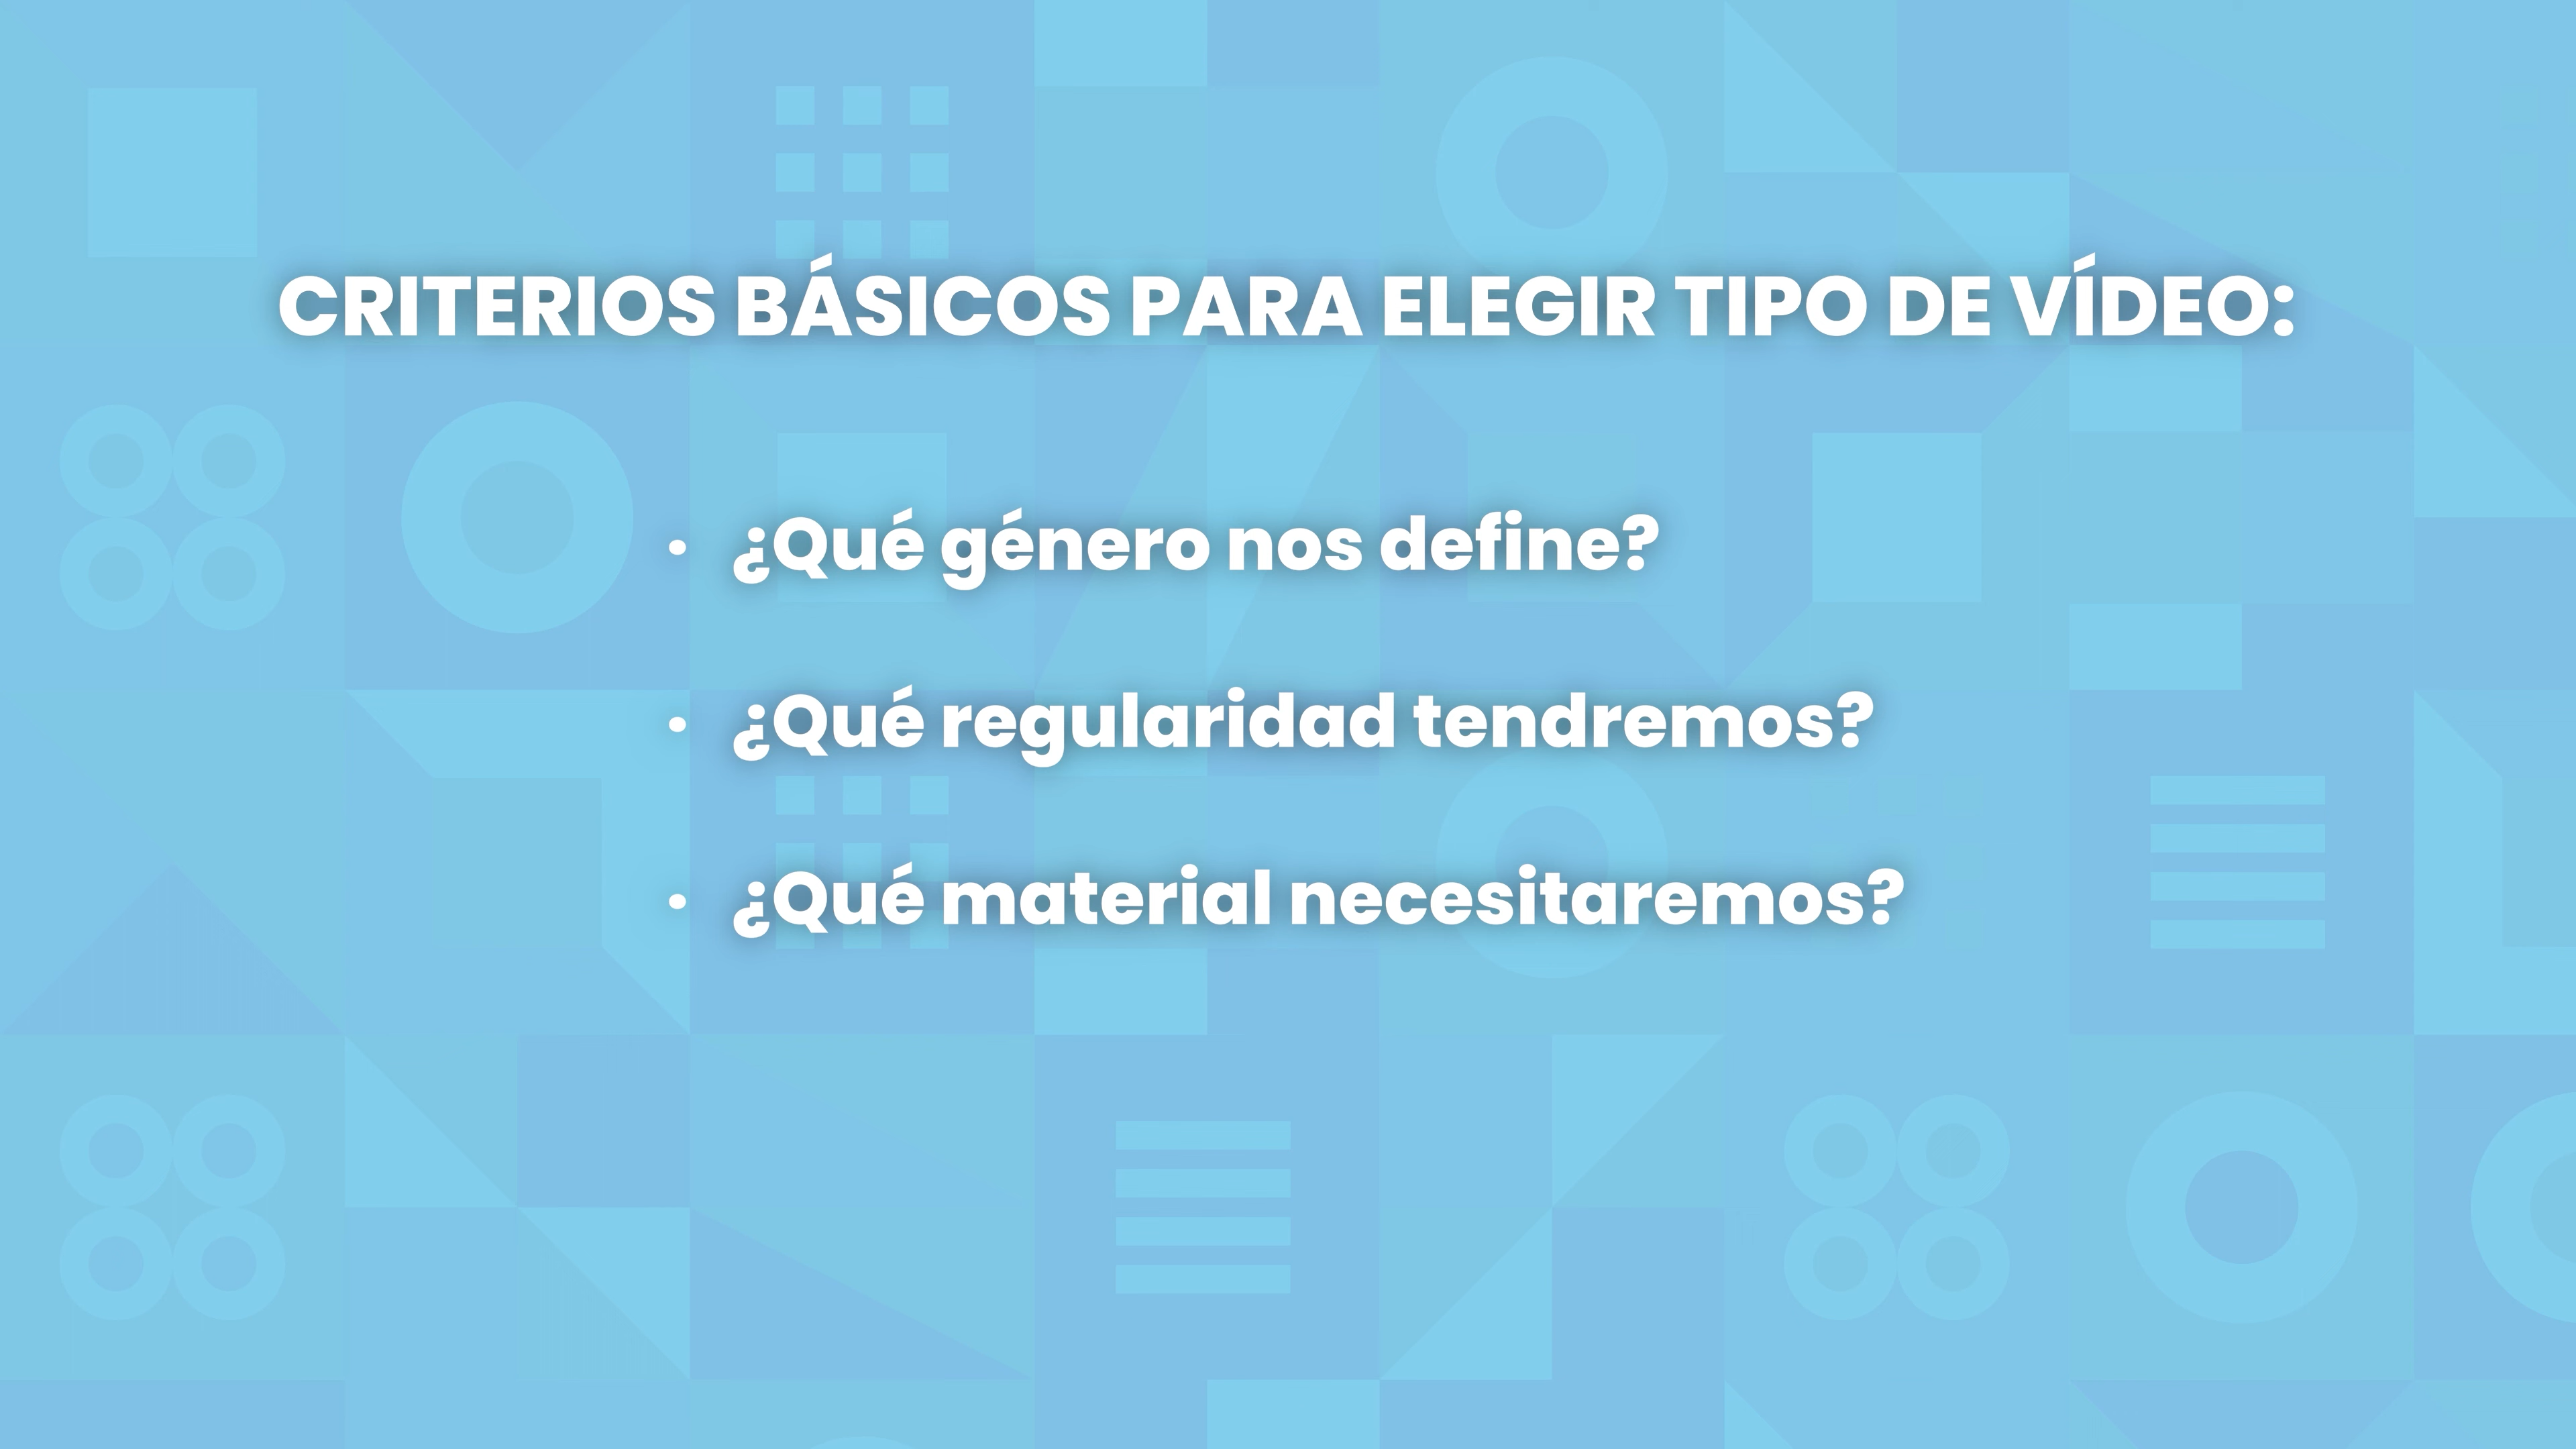 CRITERIOS BÁSICOS PARA ELEGIR TIPO DE VÍDEO:
• ¿Qué género nos define?
• ¿Qué regularidad tendremos?
• ¿Qué material necesitaremos?